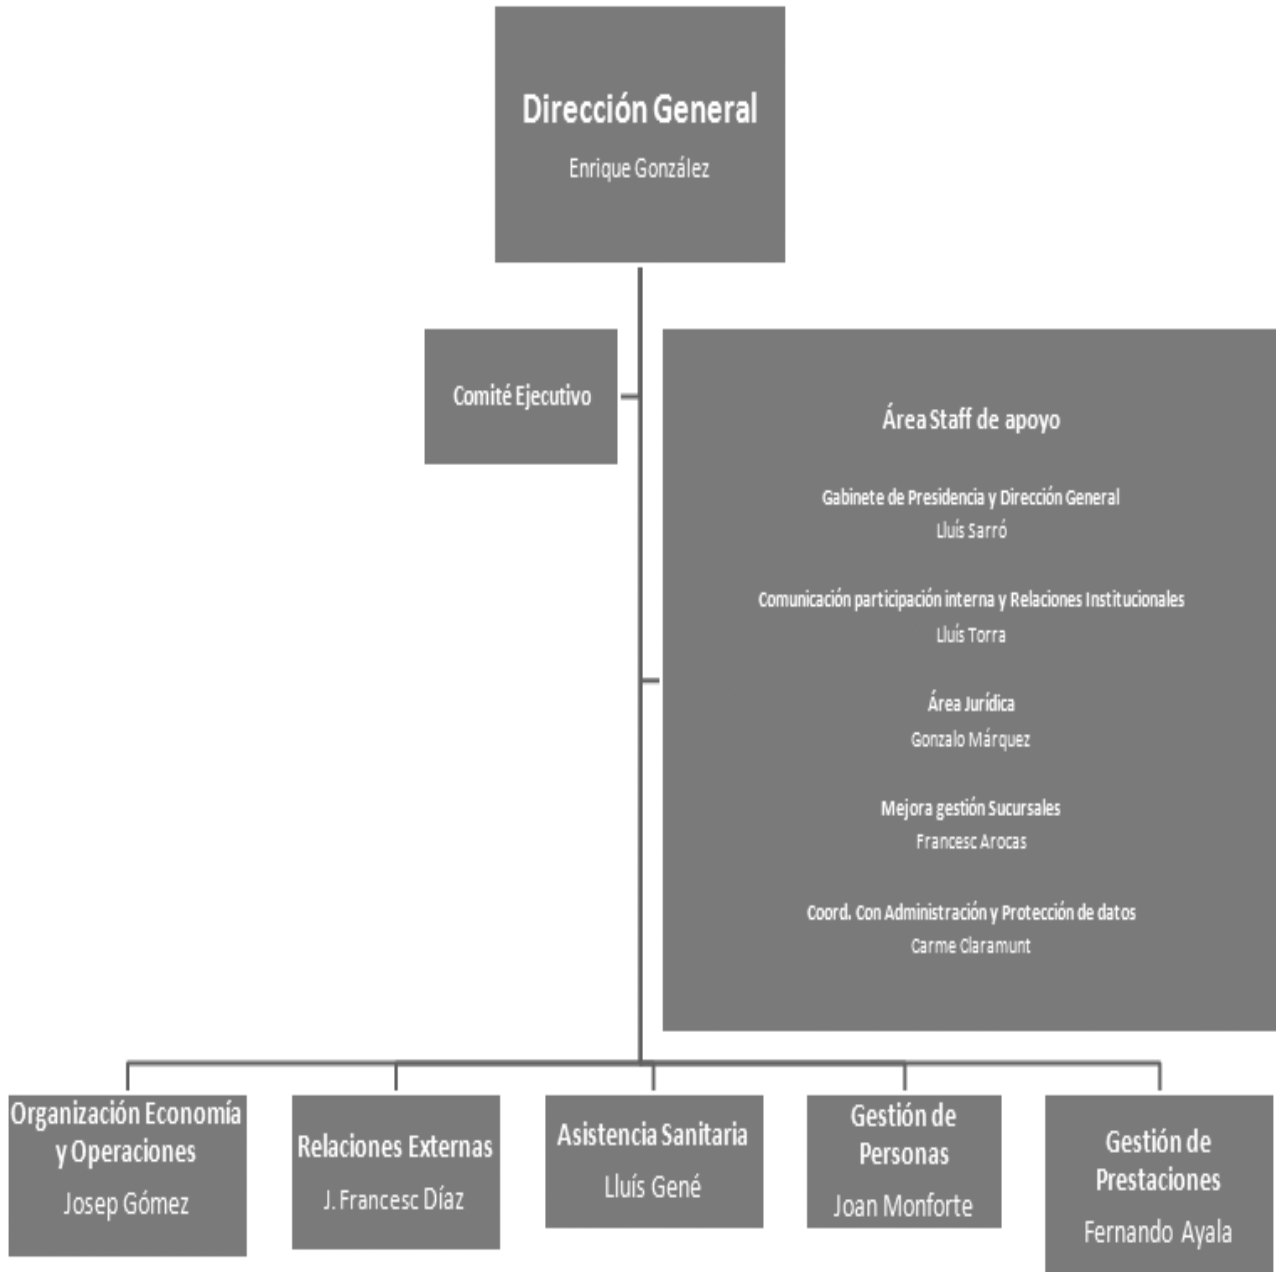 Dirección General
Enrique González
Comité Ejecutivo
Área Staff de apoyo
Gabinete de Presidencia y Dirección General
Lluís Sarró
Comunicación participación interna y Relaciones Institucionales
Lluís Torra
Área Jurídica
Gonzalo Márquez
Mejora gestión Sucursales
Francesc Arocas
Coord. Con Administración y Protección de datos
Carme Claramunt
Organización Economía
y Operaciones
Josep Gómez
Relaciones Externas
J. Francesc Díaz
Asistencia Sanitaria
Lluís Gené
Gestión de
Personas
Joan Monforte
Gestión de
Prestaciones
Fernando Ayala